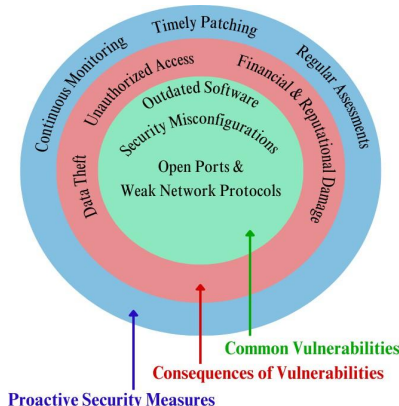 Timely Patching
Continuous Monitoring
Regular Assessments
Unauthorized Access
Financial & Reputational Damage
Data Theft
Outdated Software
Security Misconfigurations
Open Ports &
Weak Network Protocols
Common Vulnerabilities
Consequences of Vulnerabilities
Proactive Security Measures